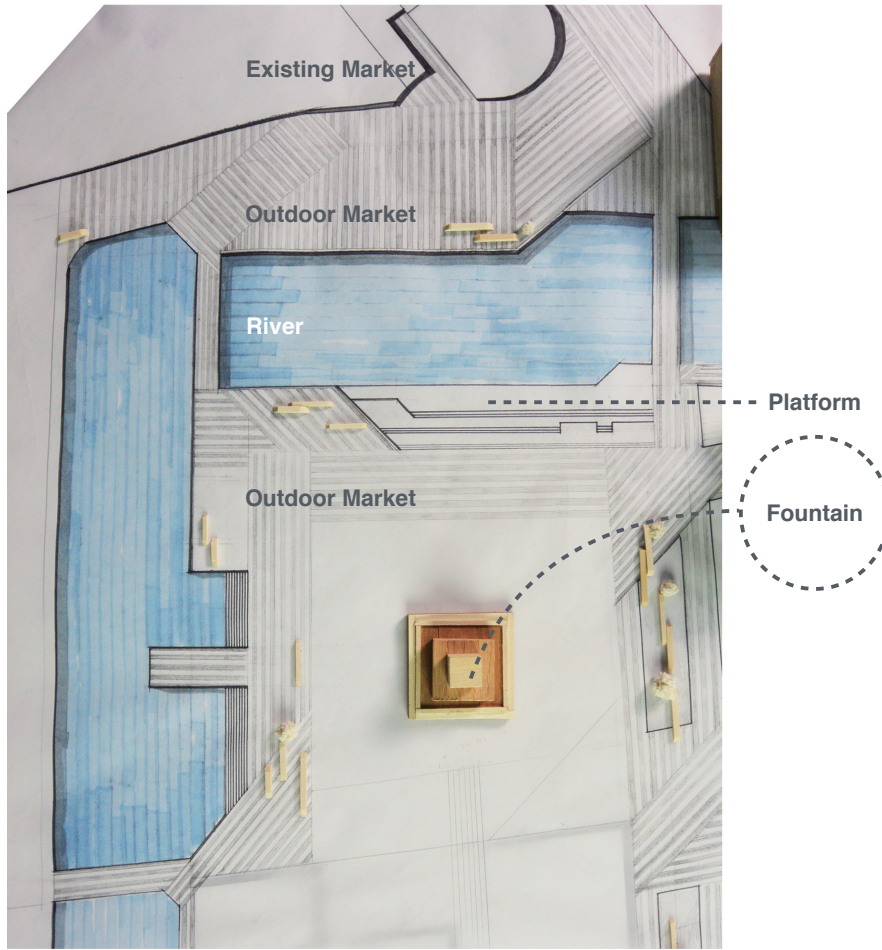 Existing Market
Outdoor Market
River
Platform
Outdoor Market
Fountain